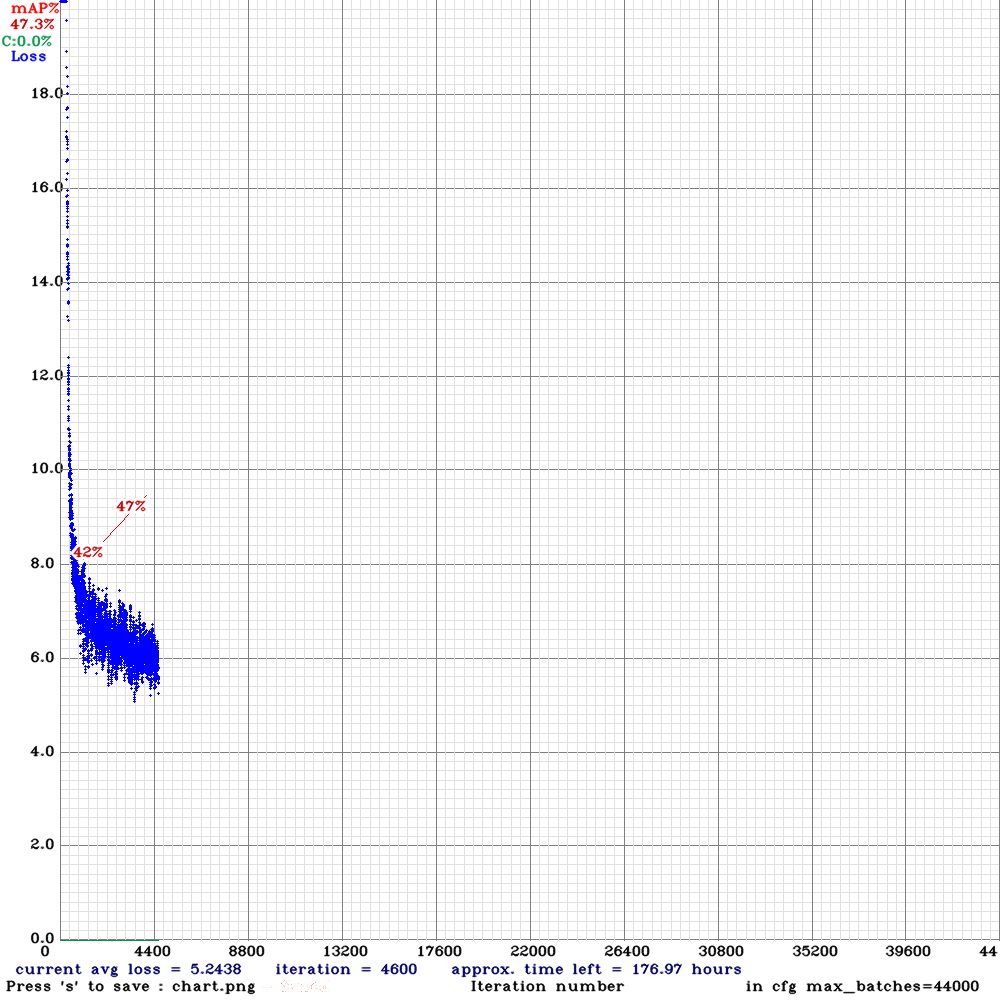 mAP%
47.3%
C:0.0%
Loss
18.0
16.0
14.0
12.0
10.0
47%
42%
8.0
6.0
4.0
2.0
0.0
0 4400 8800 13200 17600 22000 26400 30800 35200 39600 44
current avg loss = 5.2438 iteration = 4600 approx. time left = 176.97 hours
Press 's' to save : chart.png Iteration number in cfg max_batches=44000